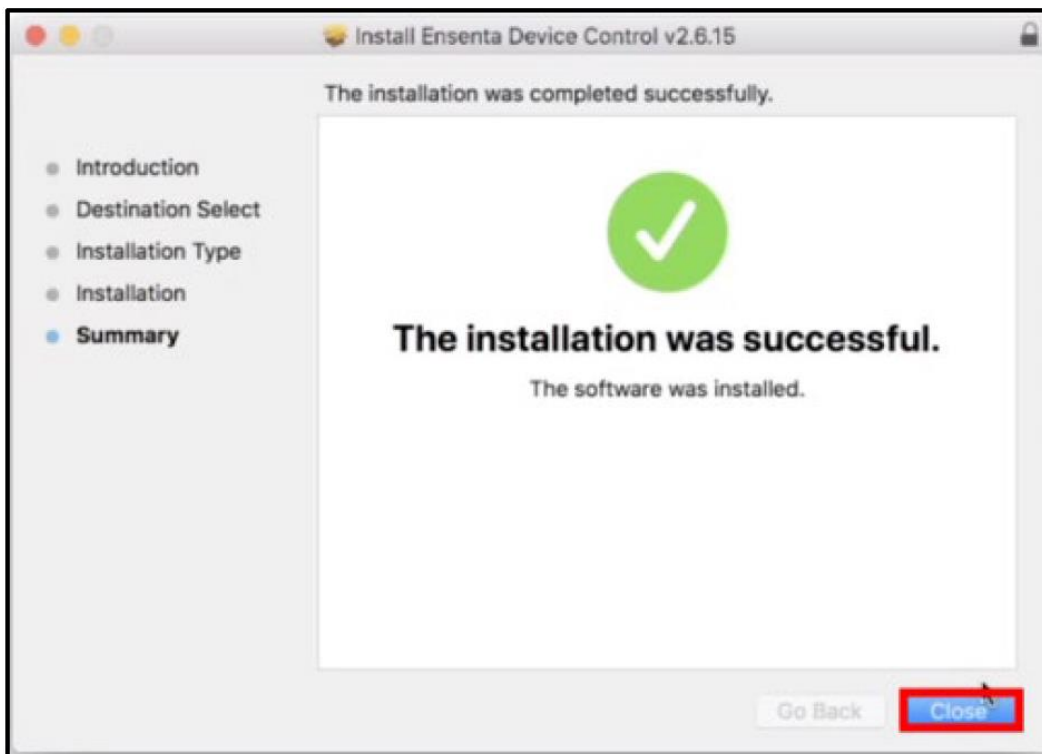 Install Ensenta Device Control v2.6.15
The installation was completed successfully.
Introduction
Destination Select
Installation Type
Installation
Summary
The installation was successful.
The software was installed.
Go Back
Close